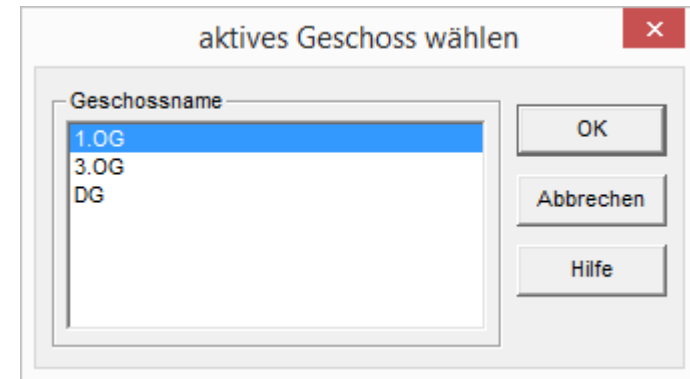 aktives Geschoss wählen
Geschossname
1.OG
3.OG
DG
OK
Abbrechen
Hilfe